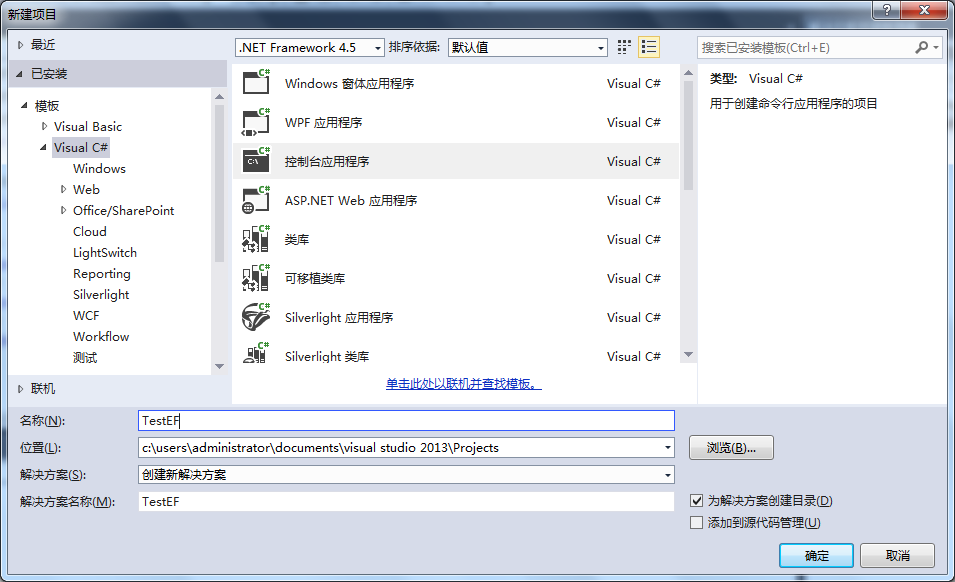 新建项目
最近
.NET Framework 4.5 排序依据: 默认值
搜索已安装模板(Ctrl+E)
已安装
模板
Visual Basic
Visual C#
Windows
Web
Office/SharePoint
Cloud
LightSwitch
Reporting
Silverlight
WCF
Workflow
测试
联机
Windows 窗体应用程序 Visual C#
WPF 应用程序 Visual C#
控制台应用程序 Visual C#
ASP.NET Web 应用程序 Visual C#
类库 Visual C#
可移植类库 Visual C#
Silverlight 应用程序 Visual C#
Silverlight 类库 Visual C#
单击此处以联机并查找模板。
类型: Visual C#
用于创建命令行应用程序的项目
名称(N): TestEF
位置(L): c:\users\administrator\documents\visual studio 2013\Projects 浏览(B)...
解决方案(S): 创建新解决方案
解决方案名称(M): TestEF
为解决方案创建目录(D)
添加到源代码管理(U)
确定 取消